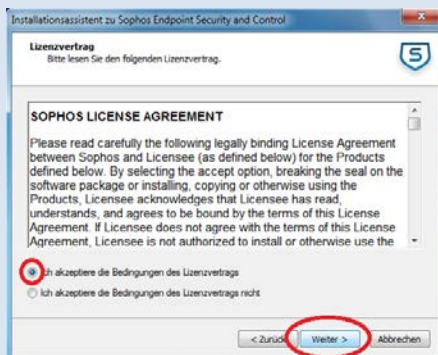 Installationsassistent zu Sophos Endpoint Security and Control
Lizenzvertrag
Bitte lesen Sie den folgenden Lizenzvertrag.
SOPHOS LICENSE AGREEMENT
Please read carefully the following legally binding License Agreement
between Sophos and Licensee (as defined below) for the Products
defined below. By selecting the accept option, breaking the seal on the
software package or installing, copying or otherwise using the
Products, Licensee acknowledges that Licensee has read,
understands, and agrees to be bound by the terms of this License
Agreement. If Licensee does not agree with the terms of this License
Agreement, Licensee is not authorized to install or otherwise use the
Ich akzeptiere die Bedingungen des Lizenzvertrags
Ich akzeptiere die Bedingungen des Lizenzvertrags nicht
< Zurück Weiter > Abbrechen